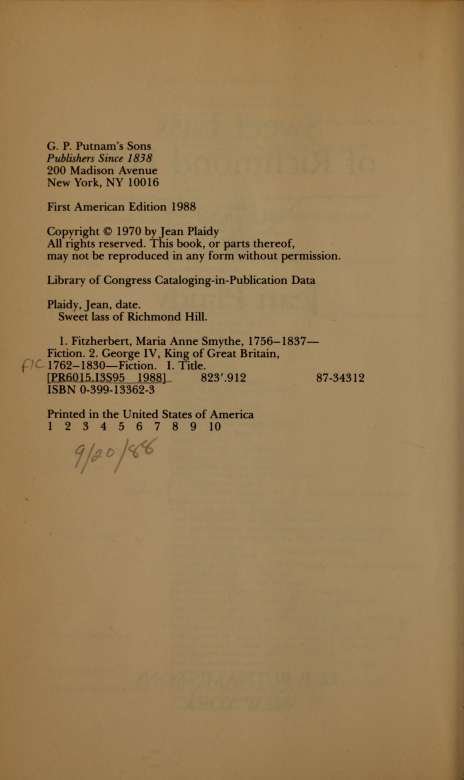 G. P. Putnam's Sons
Publishers Since 1838
200 Madison Avenue
New York, NY 10016
First American Edition 1988
Copyright © 1970 by Jean Plaidy
All rights reserved. This book, or parts thereof,
may not be reproduced in any form without permission.
Library of Congress Cataloging-in-Publication Data
Plaidy, Jean, date.
Sweet lass of Richmond Hill.
1. Fitzherbert, Maria Anne Smythe, 1756–1837—
Fiction. 2. George IV, King of Great Britain,
FIC 1762–1830—Fiction. I. Title.
[PR6015.I3S95 1988] 823'.912 87-34312
ISBN 0-399-13362-3
Printed in the United States of America
1 2 3 4 5 6 7 8 9 10
9/20/88